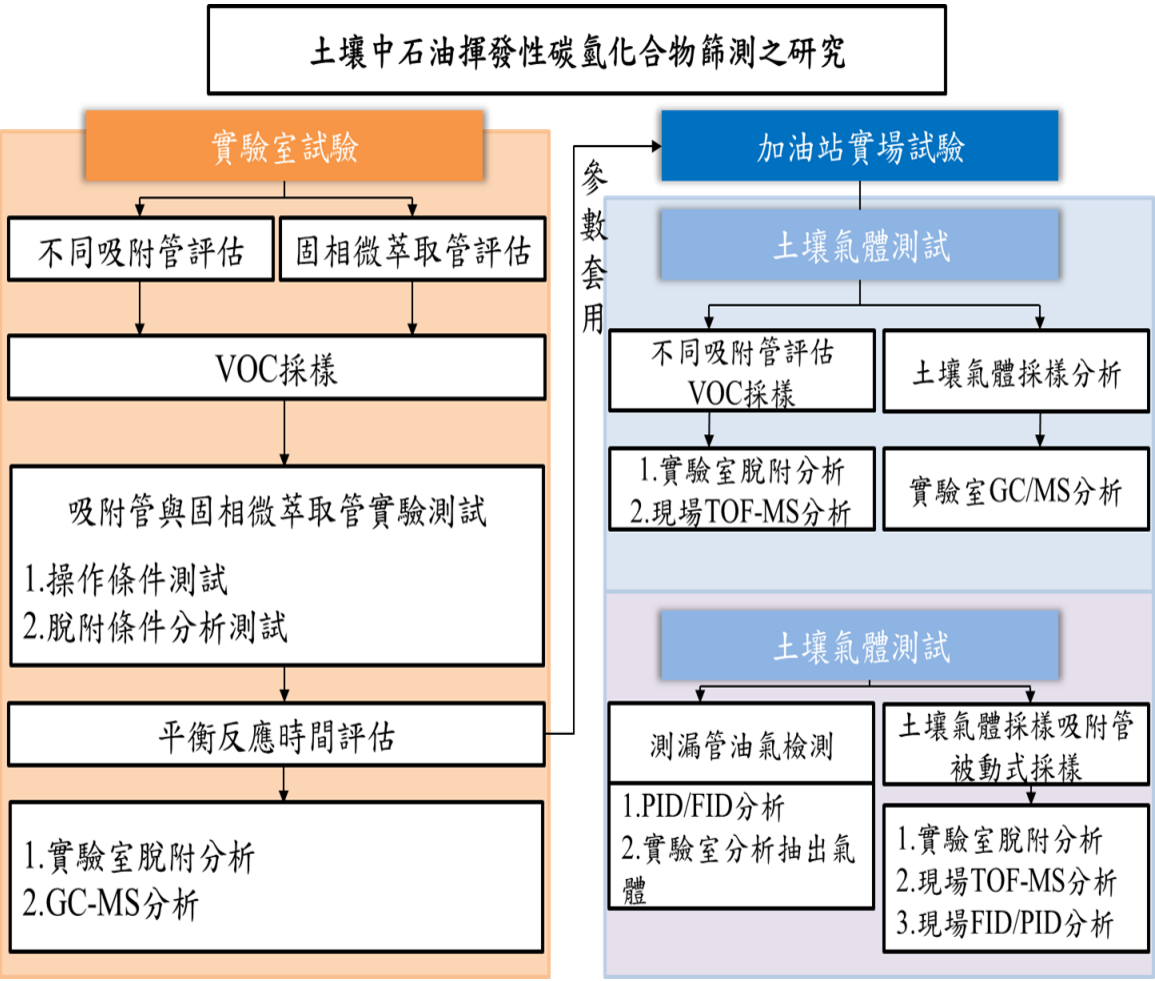 土壤中石油揮發性碳氫化合物篩測之研究
實驗室試驗
不同吸附管評估
固相微萃取管評估
VOC採樣
吸附管與固相微萃取管實驗測試
1.操作條件測試
2.脫附條件分析測試
平衡反應時間評估
1.實驗室脫附分析
2.GC-MS分析
參數套用
加油站實場試驗
土壤氣體測試
不同吸附管評估
VOC採樣
1.實驗室脫附分析
2.現場TOF-MS分析
土壤氣體採樣分析
實驗室GC/MS分析
土壤氣體測試
測漏管油氣檢測
1.PID/FID分析
2.實驗室分析抽出氣
體
土壤氣體採樣吸附管
被動式採樣
1.實驗室脫附分析
2.現場TOF-MS分析
3.現場FID/PID分析